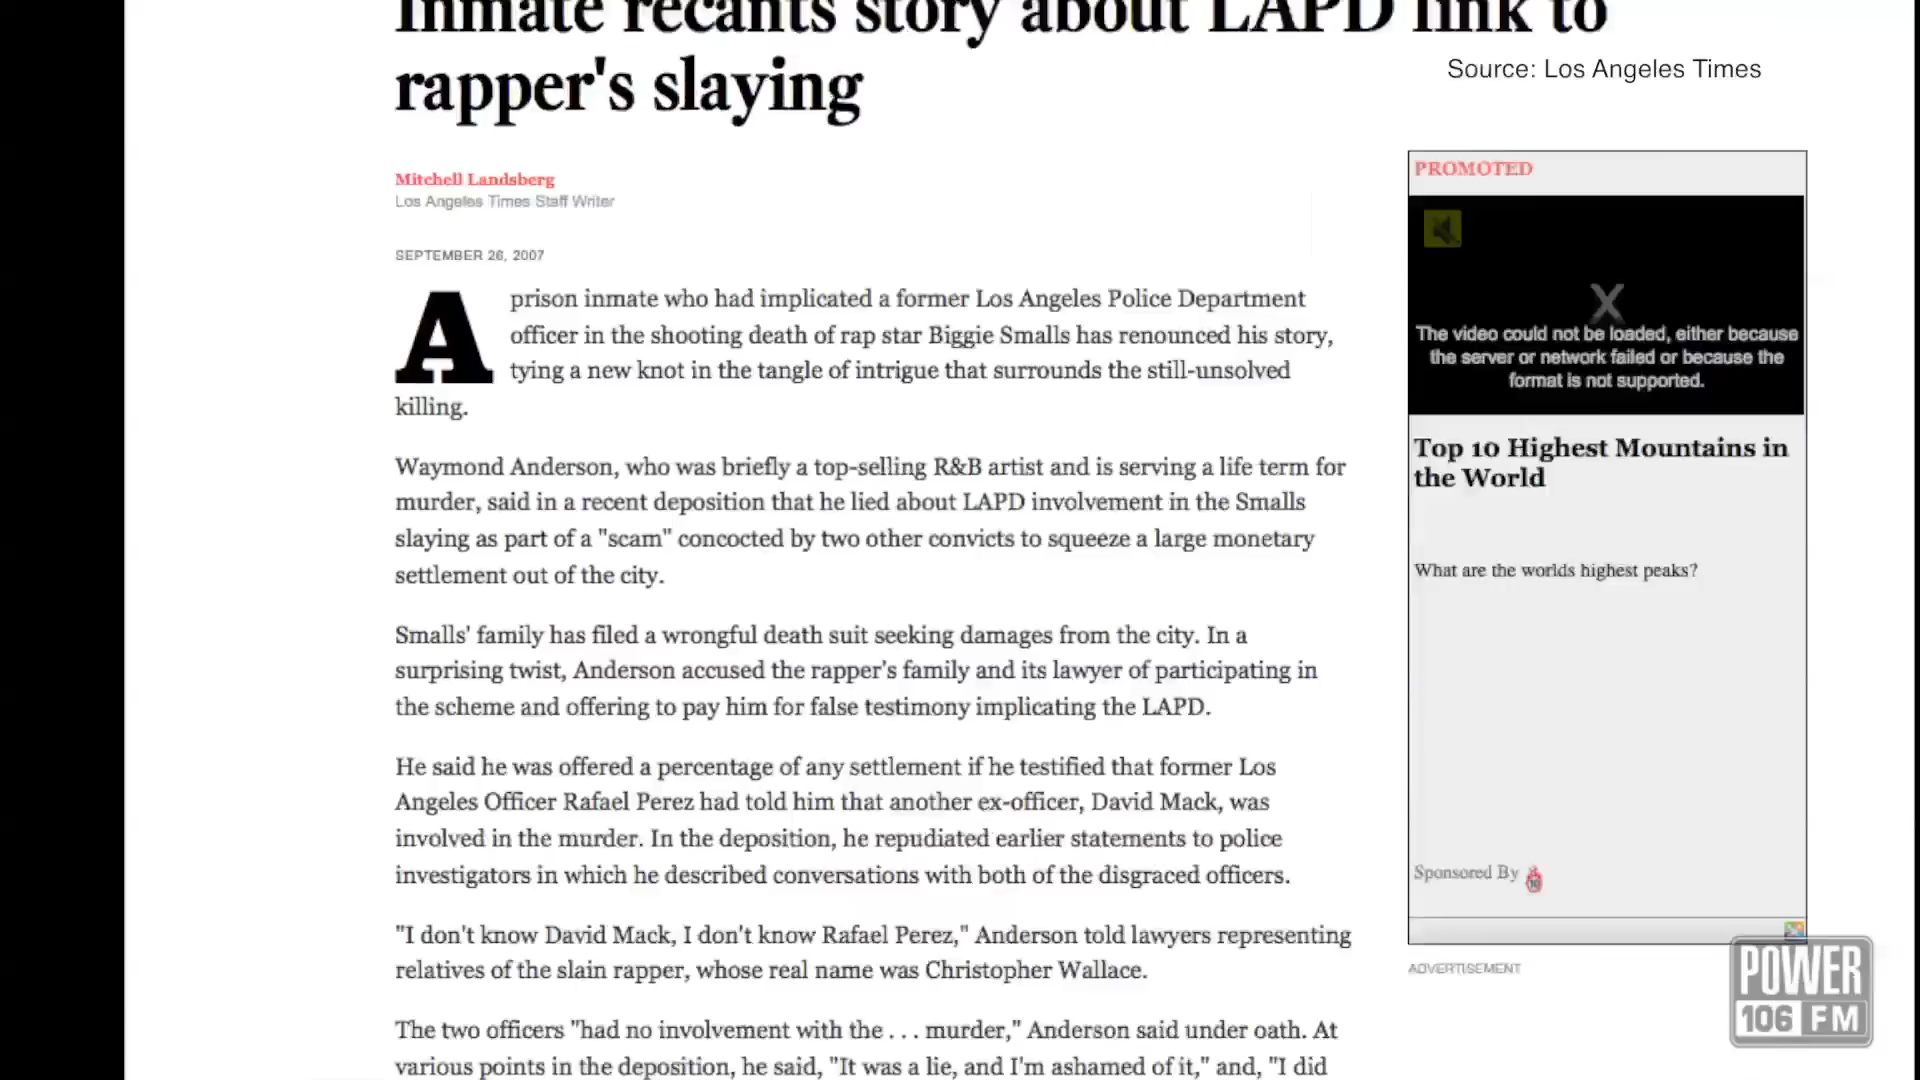 Inmate recants story about LAPD link to
rapper's slaying
Source: Los Angeles Times
Mitchell Landsberg
Los Angeles Times Staff Writer
SEPTEMBER 26, 2007
A prison inmate who had implicated a former Los Angeles Police Department
officer in the shooting death of rap star Biggie Smalls has renounced his story,
tying a new knot in the tangle of intrigue that surrounds the still-unsolved
killing.
Waymond Anderson, who was briefly a top-selling R&B artist and is serving a life term for
murder, said in a recent deposition that he lied about LAPD involvement in the Smalls
slaying as part of a "scam" concocted by two other convicts to squeeze a large monetary
settlement out of the city.
Smalls' family has filed a wrongful death suit seeking damages from the city. In a
surprising twist, Anderson accused the rapper's family and its lawyer of participating in
the scheme and offering to pay him for false testimony implicating the LAPD.
He said he was offered a percentage of any settlement if he testified that former Los
Angeles Officer Rafael Perez had told him that another ex-officer, David Mack, was
involved in the murder. In the deposition, he repudiated earlier statements to police
investigators in which he described conversations with both of the disgraced officers.
"I don't know David Mack, I don't know Rafael Perez," Anderson told lawyers representing
relatives of the slain rapper, whose real name was Christopher Wallace.
The two officers "had no involvement with the . . . murder," Anderson said under oath. At
various points in the deposition, he said, "It was a lie, and I'm ashamed of it," and, "I did
PROMOTED
X
The video could not be loaded, either because
the server or network failed or because the
format is not supported.
Top 10 Highest Mountains in
the World
What are the worlds highest peaks?
Sponsored By
ADVERTISEMENT
POWER
106 FM